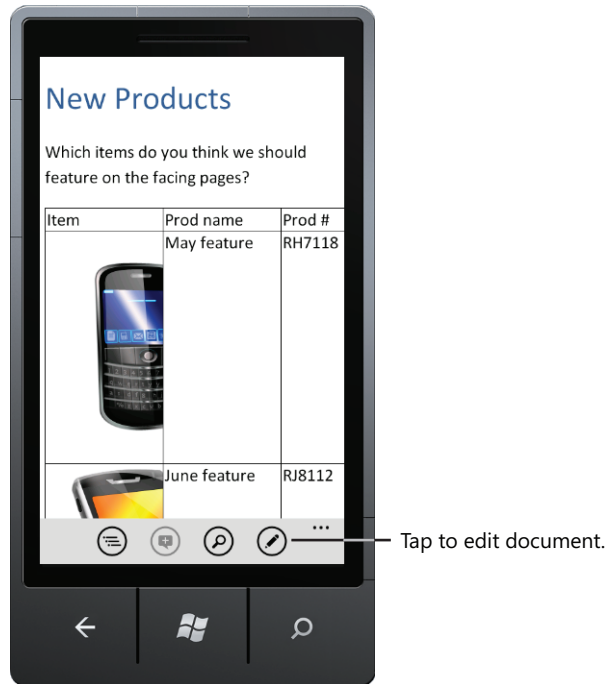 New Products
Which items do you think we should
feature on the facing pages?
Item Prod name Prod #
May feature RH7118
June feature RJ8112
Tap to edit document.